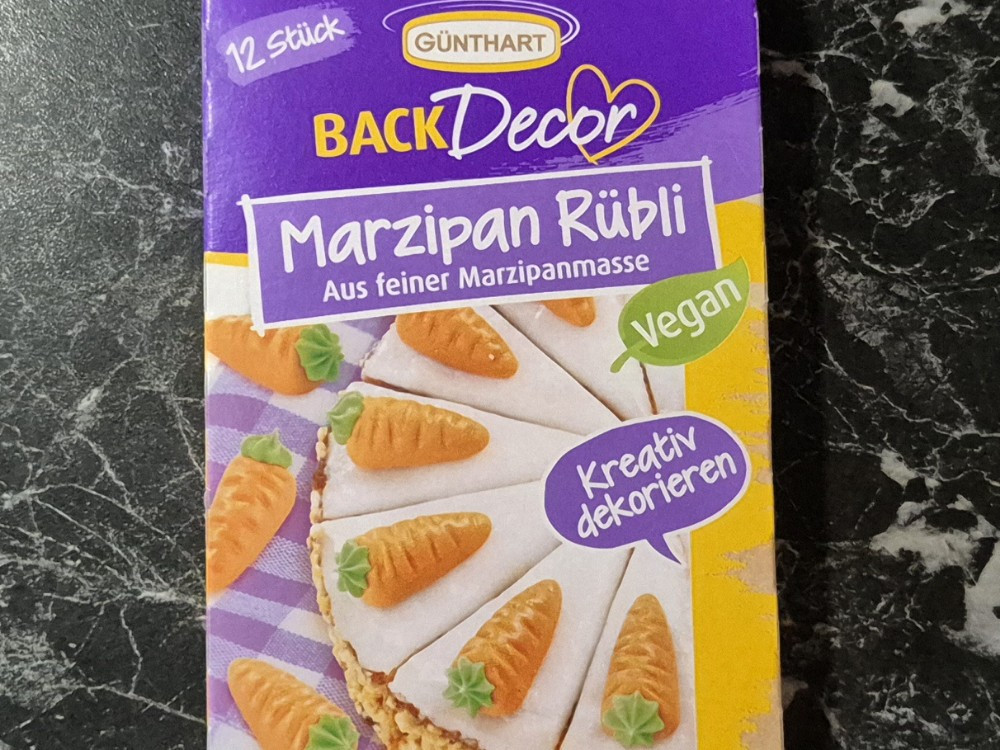 12 Stück
GÜNTHART
BACK Decor
Marzipan Rübli
Aus feiner Marzipanmasse
Vegan
Kreativ
dekorieren